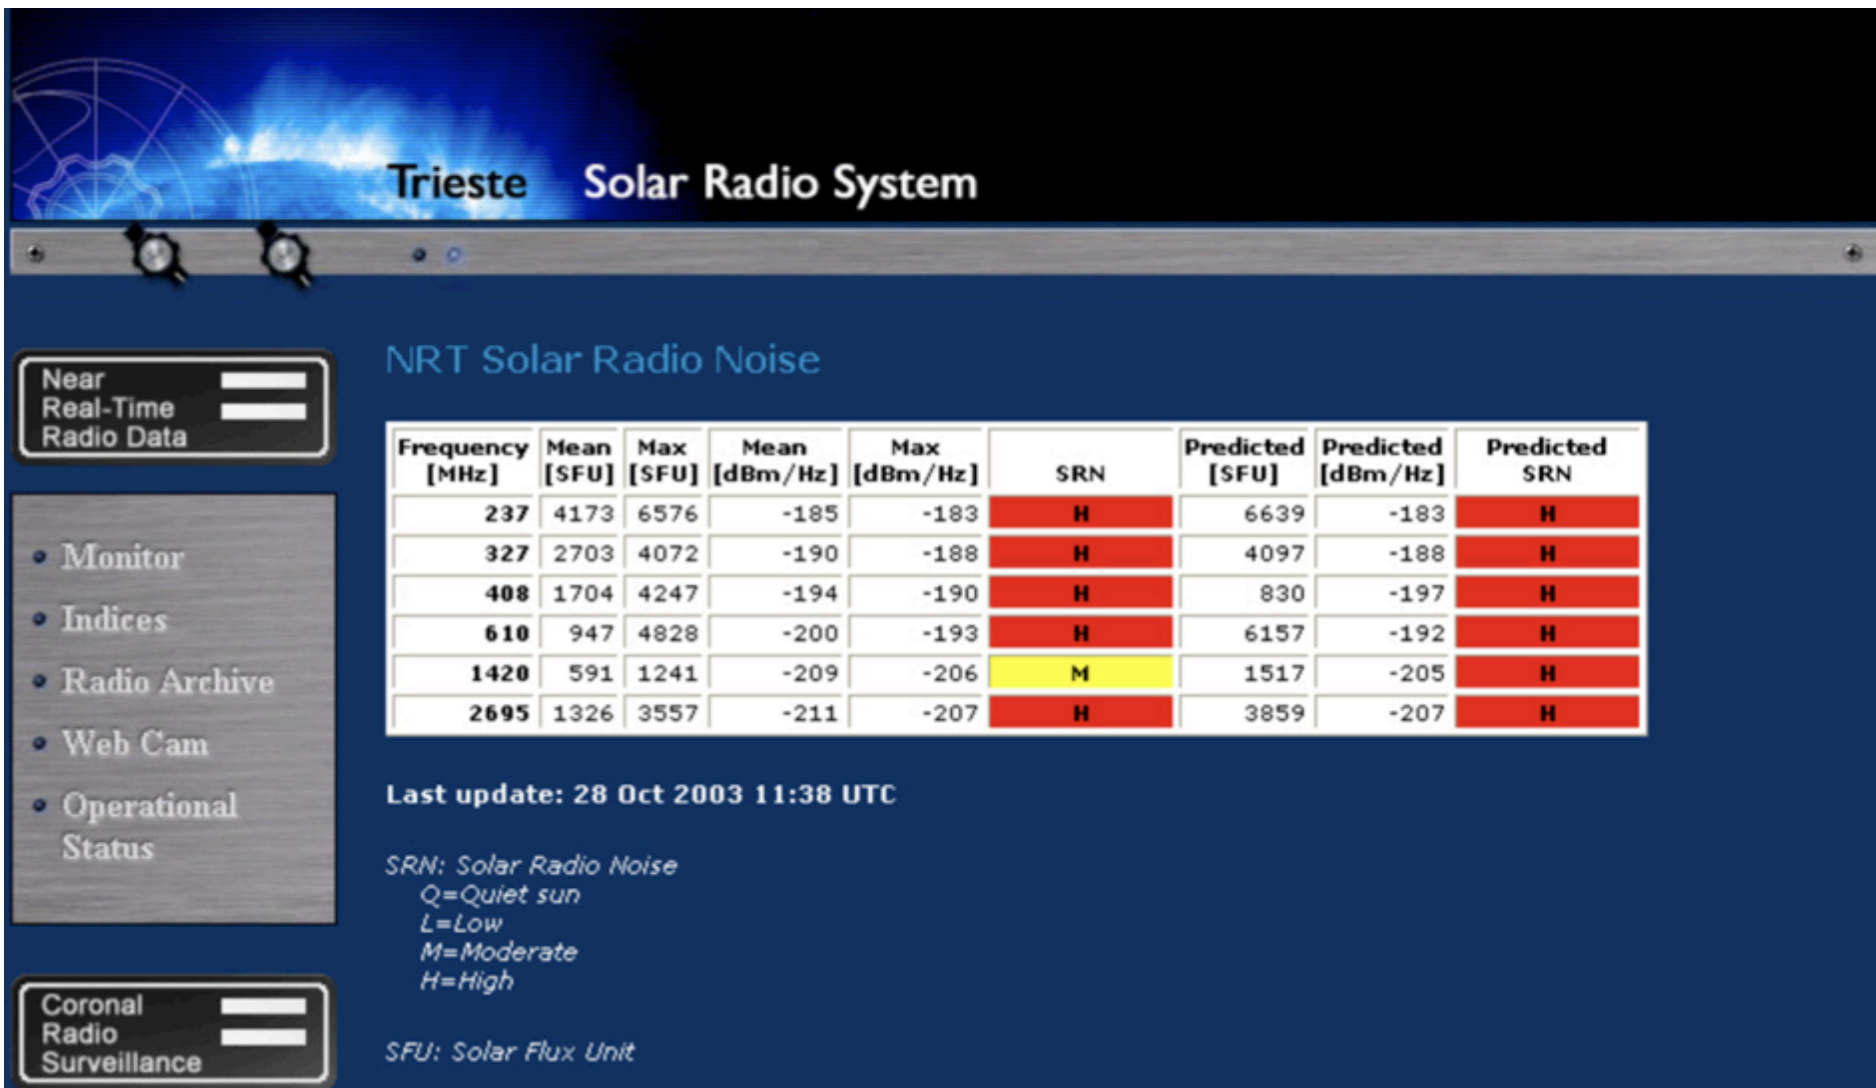 Trieste Solar Radio System
Near
Real-Time
Radio Data
Monitor
Indices
Radio Archive
Web Cam
Operational
Status
Coronal
Radio
Surveillance
NRT Solar Radio Noise
Frequency [MHz] Mean [SFU] Max [SFU] Mean [dBm/Hz] Max [dBm/Hz] SRN Predicted [SFU] Predicted [dBm/Hz] Predicted SRN
237 4173 6576 -185 -183 H 6639 -183 H
327 2703 4072 -190 -188 H 4097 -188 H
408 1704 4247 -194 -190 H 830 -197 H
610 947 4828 -200 -193 H 6157 -192 H
1420 591 1241 -209 -206 M 1517 -205 H
2695 1326 3557 -211 -207 H 3859 -207 H
Last update: 28 Oct 2003 11:38 UTC
SRN: Solar Radio Noise
Q=Quiet sun
L=Low
M=Moderate
H=High
SFU: Solar Flux Unit